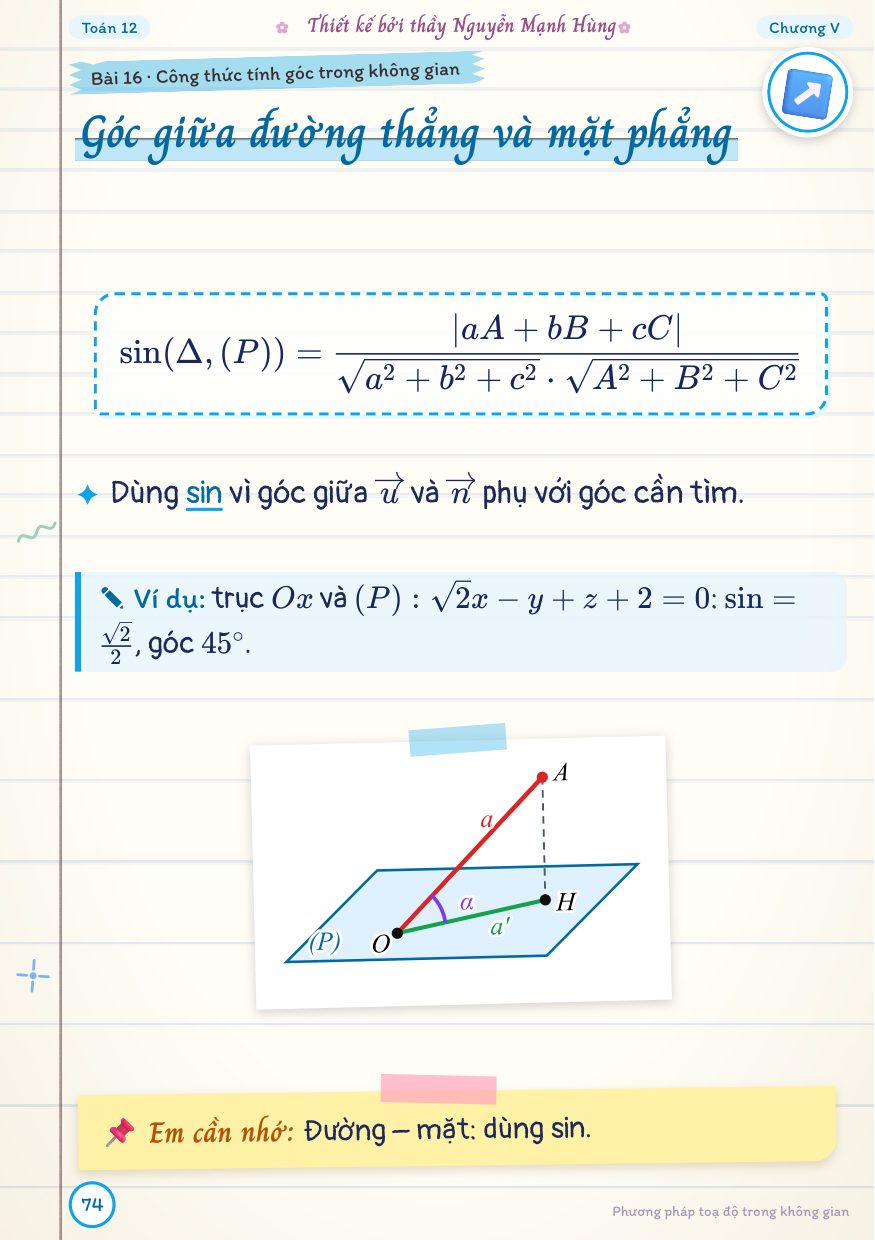 Toán 12
Thiết kế bởi thầy Nguyễn Mạnh Hùng
Chương V
Bài 16 · Công thức tính góc trong không gian
Góc giữa đường thẳng và mặt phẳng
sin(Δ, (P)) = |aA + bB + cC| / (√(a² + b² + c²) · √(A² + B² + C²))
Dùng sin vì góc giữa u⃗ và n⃗ phụ với góc cần tìm.
Ví dụ: trục Ox và (P) : √2x − y + z + 2 = 0: sin =
√2/2, góc 45°.
A
a
α
H
a'
(P)
O
Em cần nhớ: Đường – mặt: dùng sin.
74
Phương pháp toạ độ trong không gian